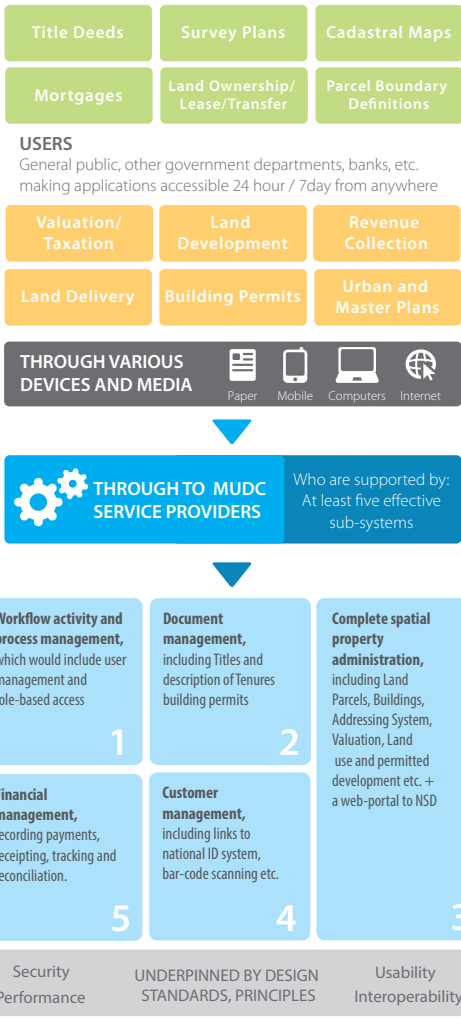 Title Deeds
Survey Plans
Cadastral Maps
Mortgages
Land Ownership/
Lease/Transfer
Parcel Boundary
Definitions
USERS
General public, other government departments, banks, etc.
making applications accessible 24 hour / 7day from anywhere
Valuation/
Taxation
Land
Development
Revenue
Collection
Land Delivery
Building Permits
Urban and
Master Plans
THROUGH VARIOUS
DEVICES AND MEDIA
Paper
Mobile
Computers
Internet
THROUGH TO MUDC
SERVICE PROVIDERS
Who are supported by:
At least five effective
sub-systems
Workflow activity and
process management,
which would include user
management and
role-based access
1
Document
management,
including Titles and
description of Tenures
building permits
2
Complete spatial
property
administration,
including Land
Parcels, Buildings,
Addressing System,
Valuation, Land
use and permitted
development etc. +
a web-portal to NSD
3
Customer
management,
including links to
national ID system,
bar-code scanning etc.
4
Financial
management,
recording payments,
receipting, tracking and
reconciliation.
5
Security
Performance
UNDERPINNED BY DESIGN
STANDARDS, PRINCIPLES
Usability
Interoperability